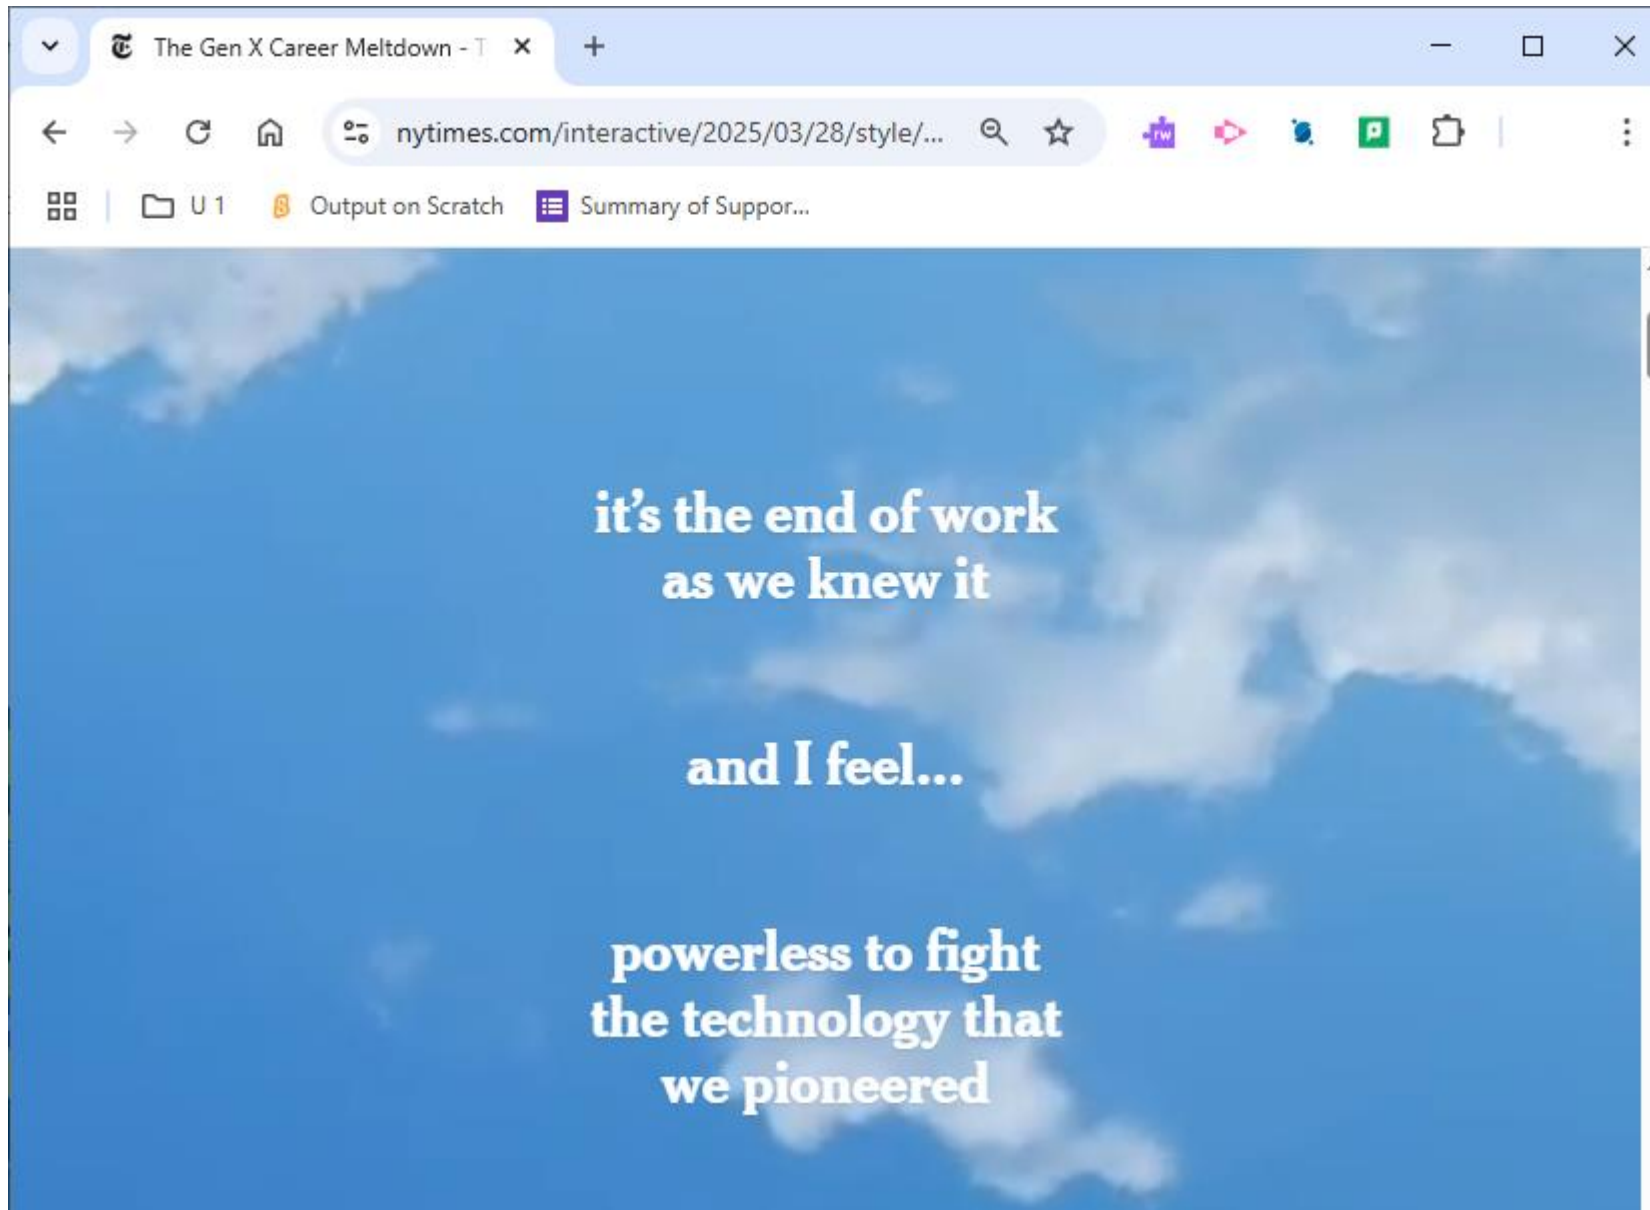 The Gen X Career Meltdown - T
nytimes.com/interactive/2025/03/28/style/...
rw
U 1
Output on Scratch
Summary of Suppor...
it’s the end of work
as we knew it
and I feel...
powerless to fight
the technology that
we pioneered